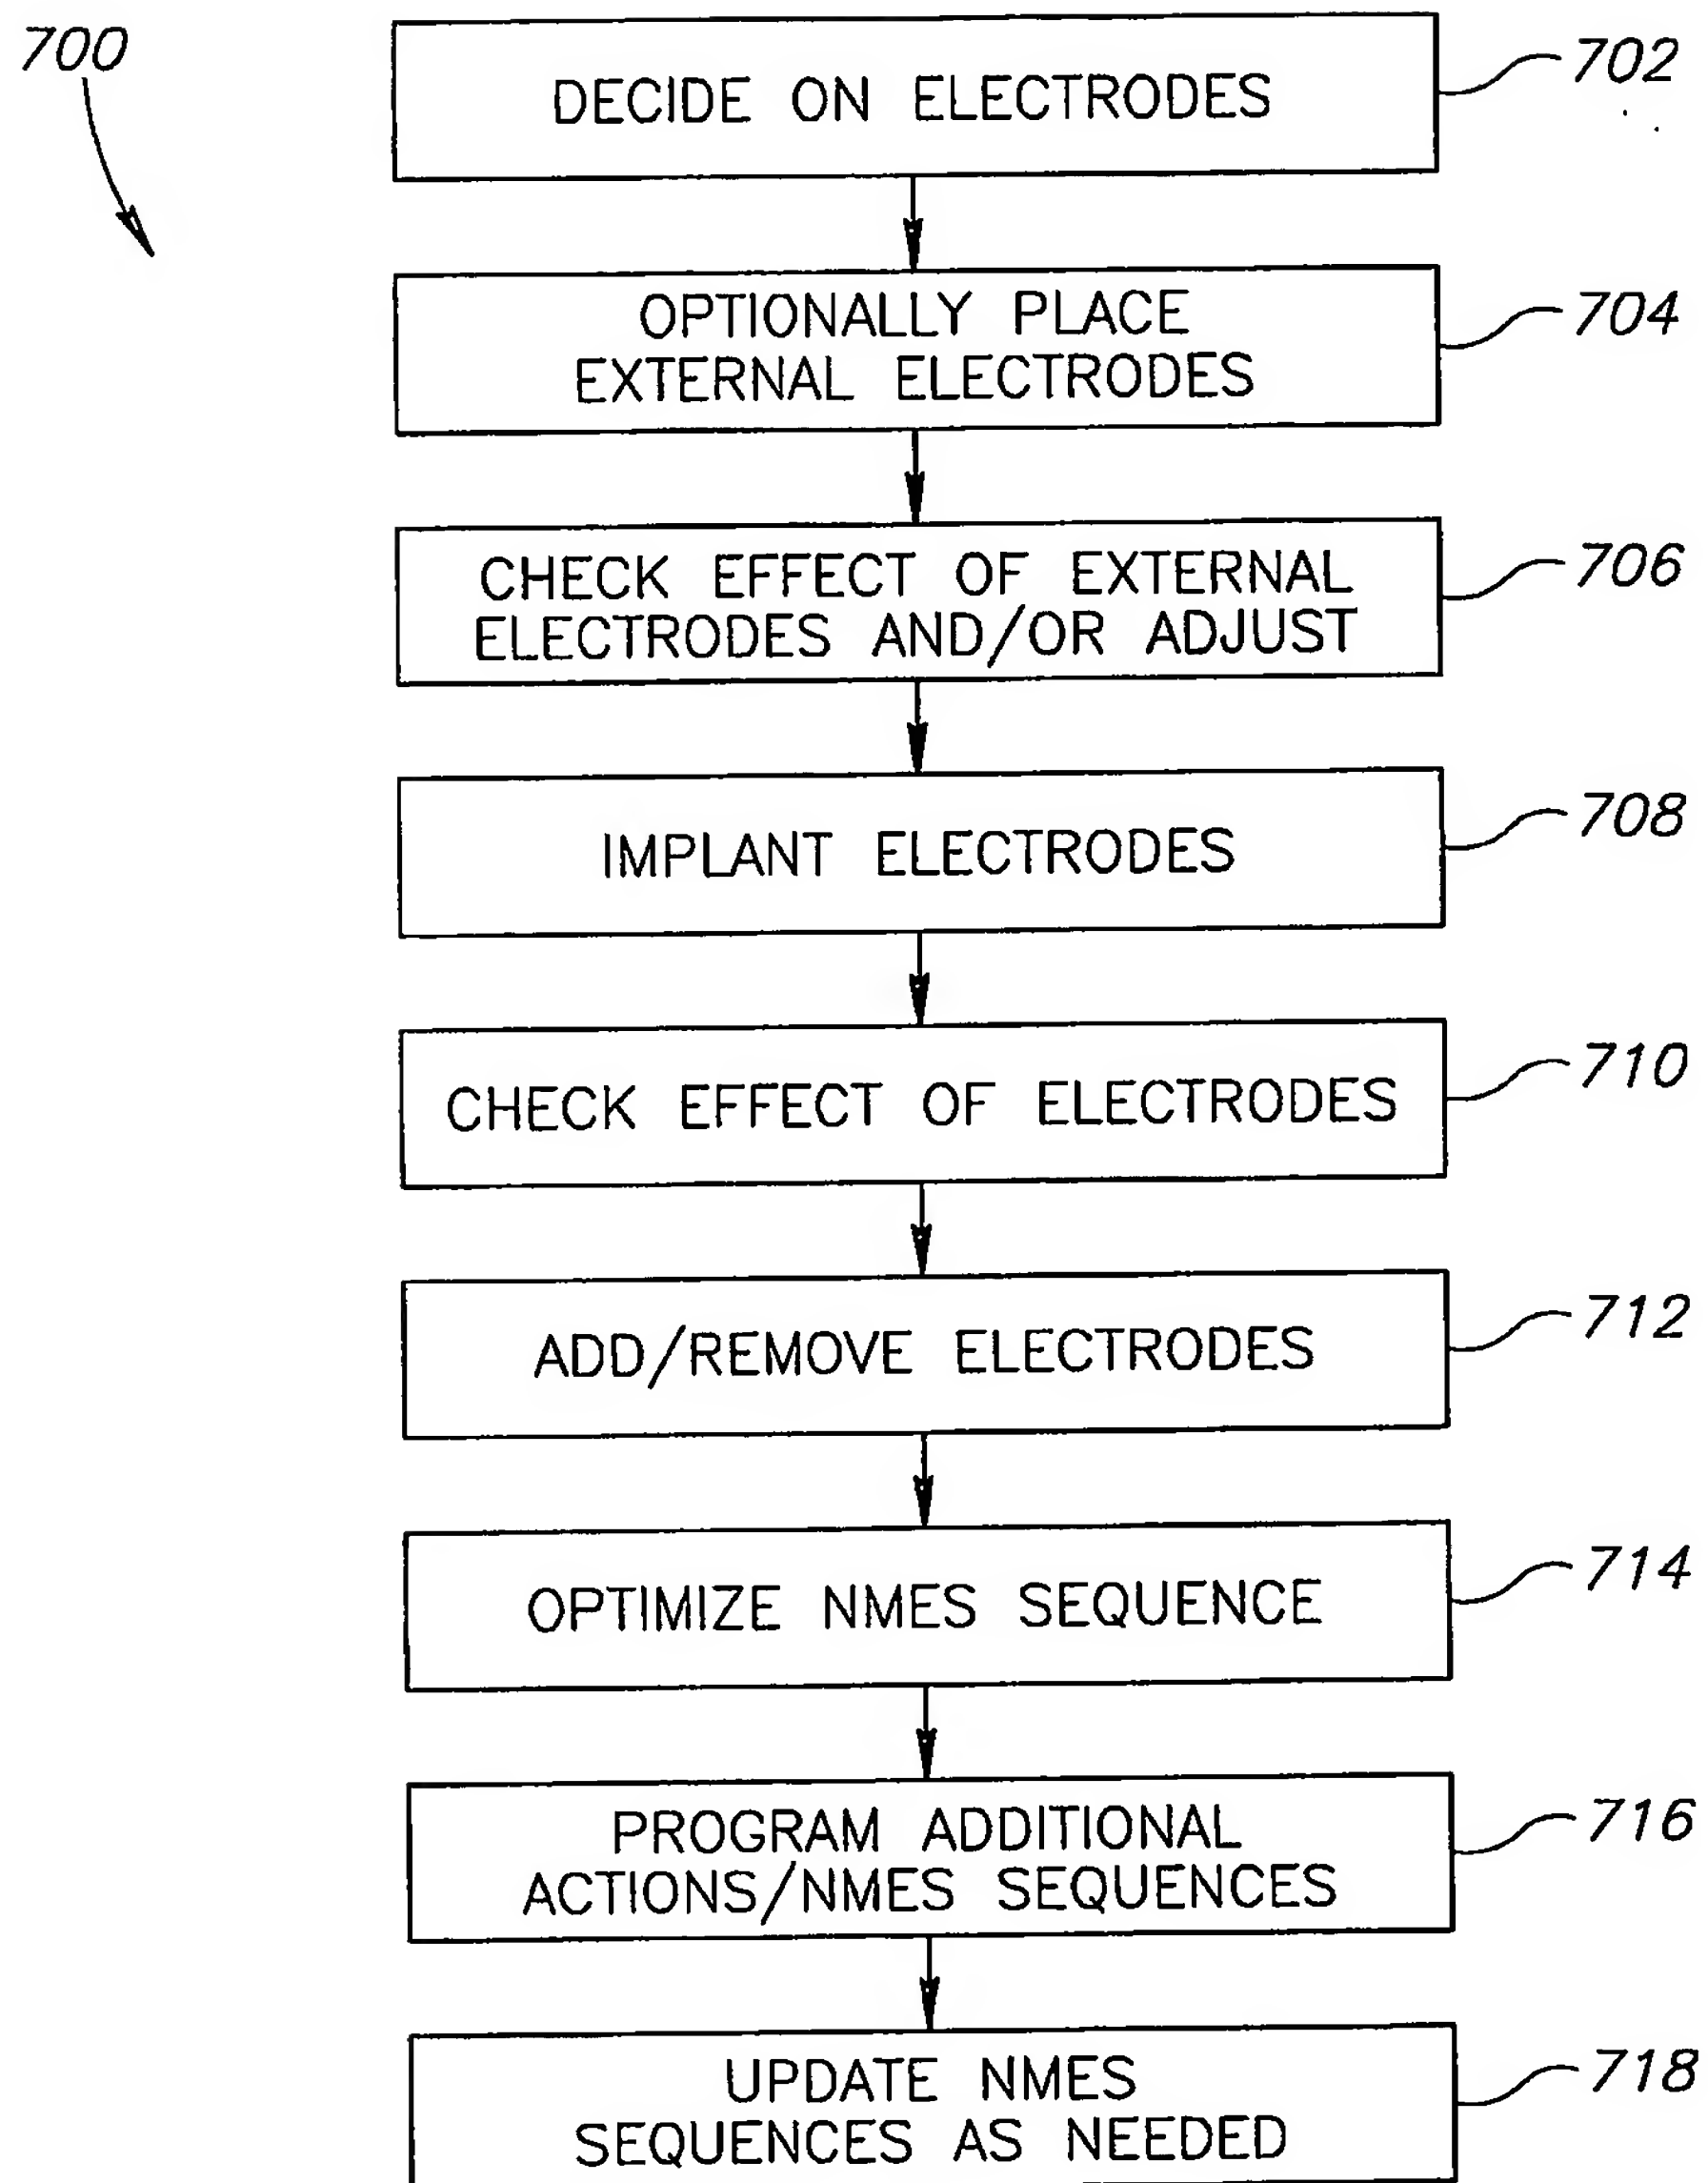 700
DECIDE ON ELECTRODES
702
OPTIONALLY PLACE
EXTERNAL ELECTRODES
704
CHECK EFFECT OF EXTERNAL
ELECTRODES AND/OR ADJUST
706
IMPLANT ELECTRODES
708
CHECK EFFECT OF ELECTRODES
710
ADD/REMOVE ELECTRODES
712
OPTIMIZE NMES SEQUENCE
714
PROGRAM ADDITIONAL
ACTIONS/NMES SEQUENCES
716
UPDATE NMES
SEQUENCES AS NEEDED
718